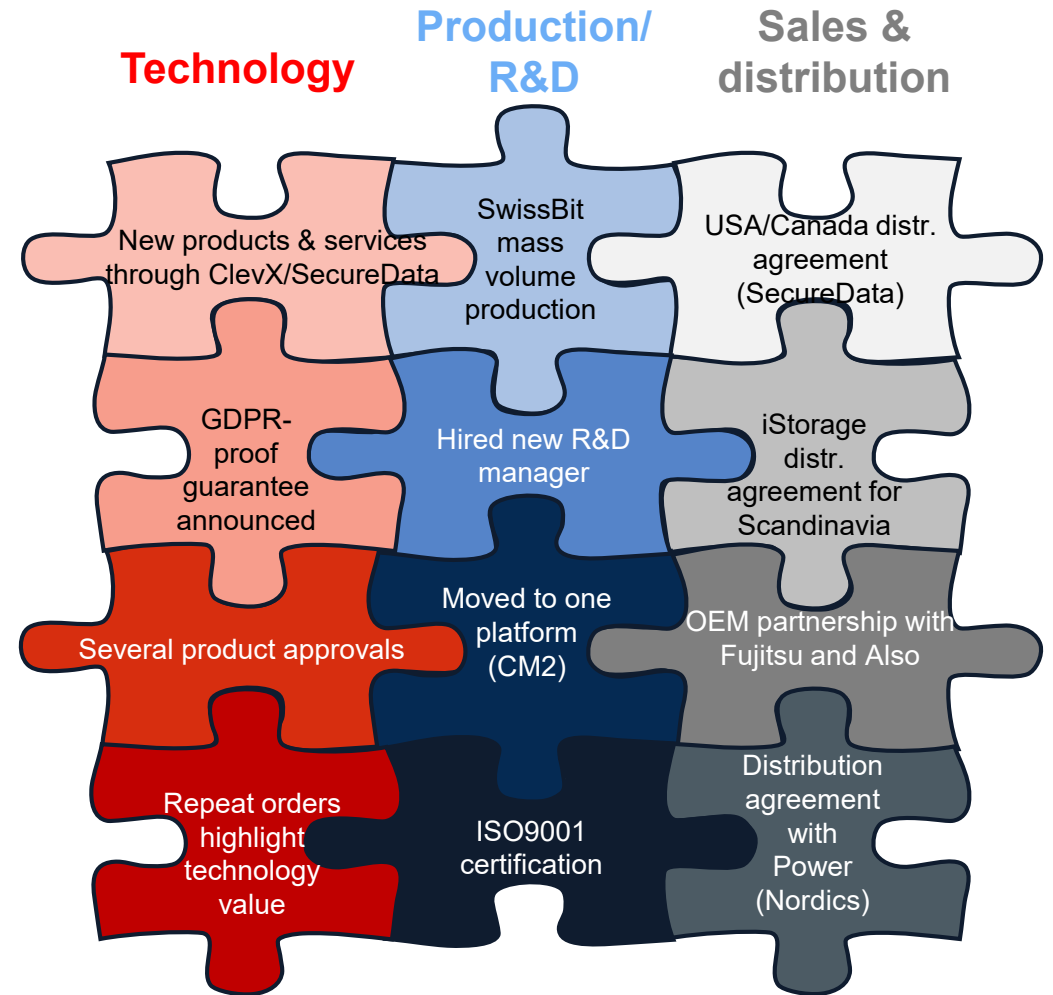 Technology
Production/
R&D
Sales &
distribution
New products & services
through ClevX/SecureData
SwissBit
mass
volume
production
USA/Canada distr.
agreement
(SecureData)
GDPR-
proof
guarantee
announced
Hired new R&D
manager
iStorage
distr.
agreement for
Scandinavia
Several product approvals
Moved to one
platform
(CM2)
OEM partnership with
Fujitsu and Also
Repeat orders
highlight
technology
value
ISO9001
certification
Distribution
agreement
with
Power
(Nordics)